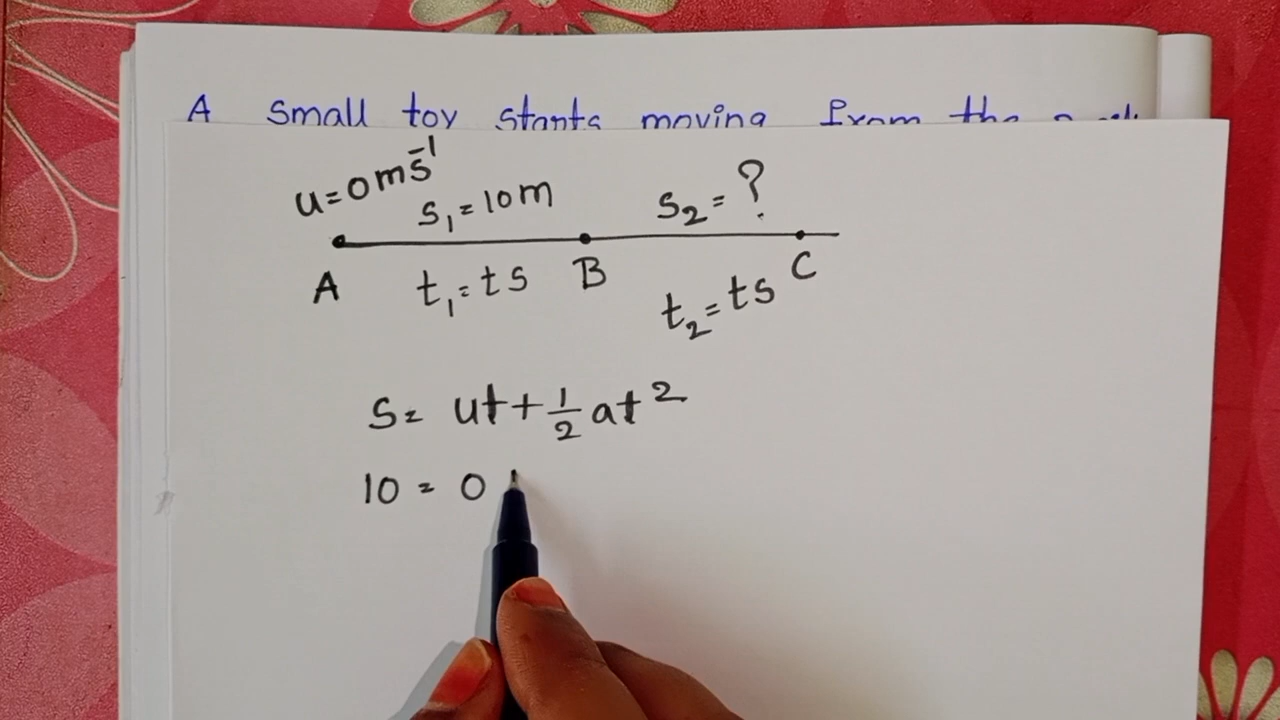 A small toy starts moving from the
u=0ms⁻¹
s₁=10m
s₂=?
A
t₁=ts
B
t₂=ts
C
s= ut+½at²
10 = 0